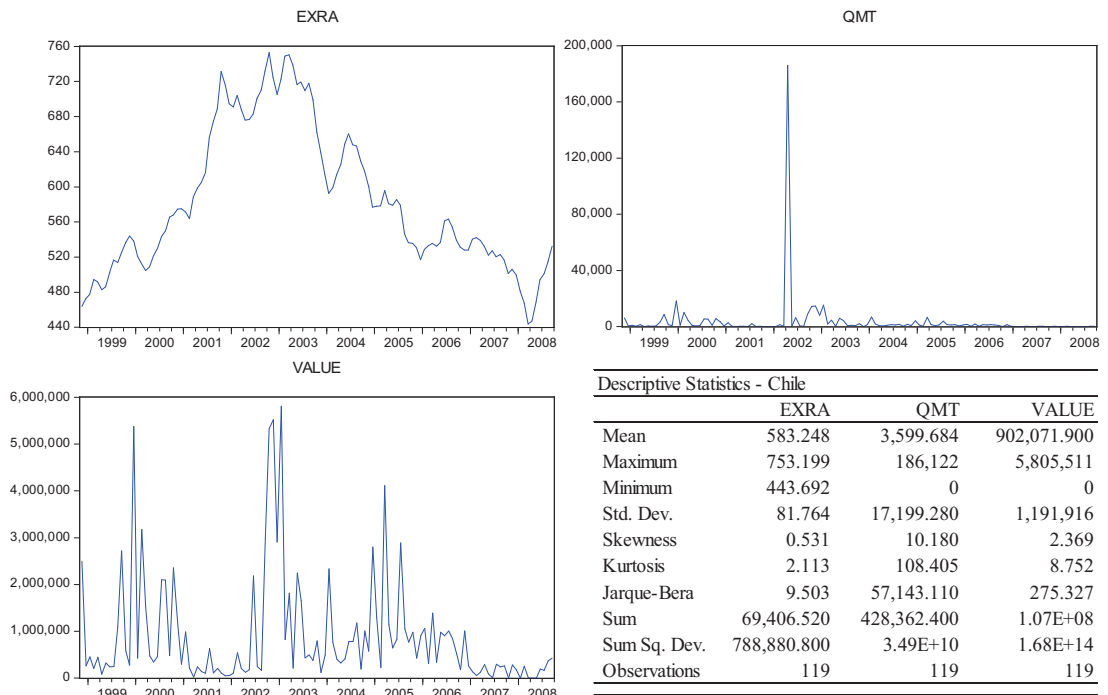 EXRA
760
720
680
640
600
560
520
480
440
1999 2000 2001 2002 2003 2004 2005 2006 2007 2008
QMT
200,000
160,000
120,000
80,000
40,000
0
1999 2000 2001 2002 2003 2004 2005 2006 2007 2008
VALUE
6,000,000
5,000,000
4,000,000
3,000,000
2,000,000
1,000,000
0
1999 2000 2001 2002 2003 2004 2005 2006 2007 2008
Descriptive Statistics - Chile
EXRA QMT VALUE
Mean 583.248 3,599.684 902,071.900
Maximum 753.199 186,122 5,805,511
Minimum 443.692 0 0
Std. Dev. 81.764 17,199.280 1,191,916
Skewness 0.531 10.180 2.369
Kurtosis 2.113 108.405 8.752
Jarque-Bera 9.503 57,143.110 275.327
Sum 69,406.520 428,362.400 1.07E+08
Sum Sq. Dev. 788,880.800 3.49E+10 1.68E+14
Observations 119 119 119